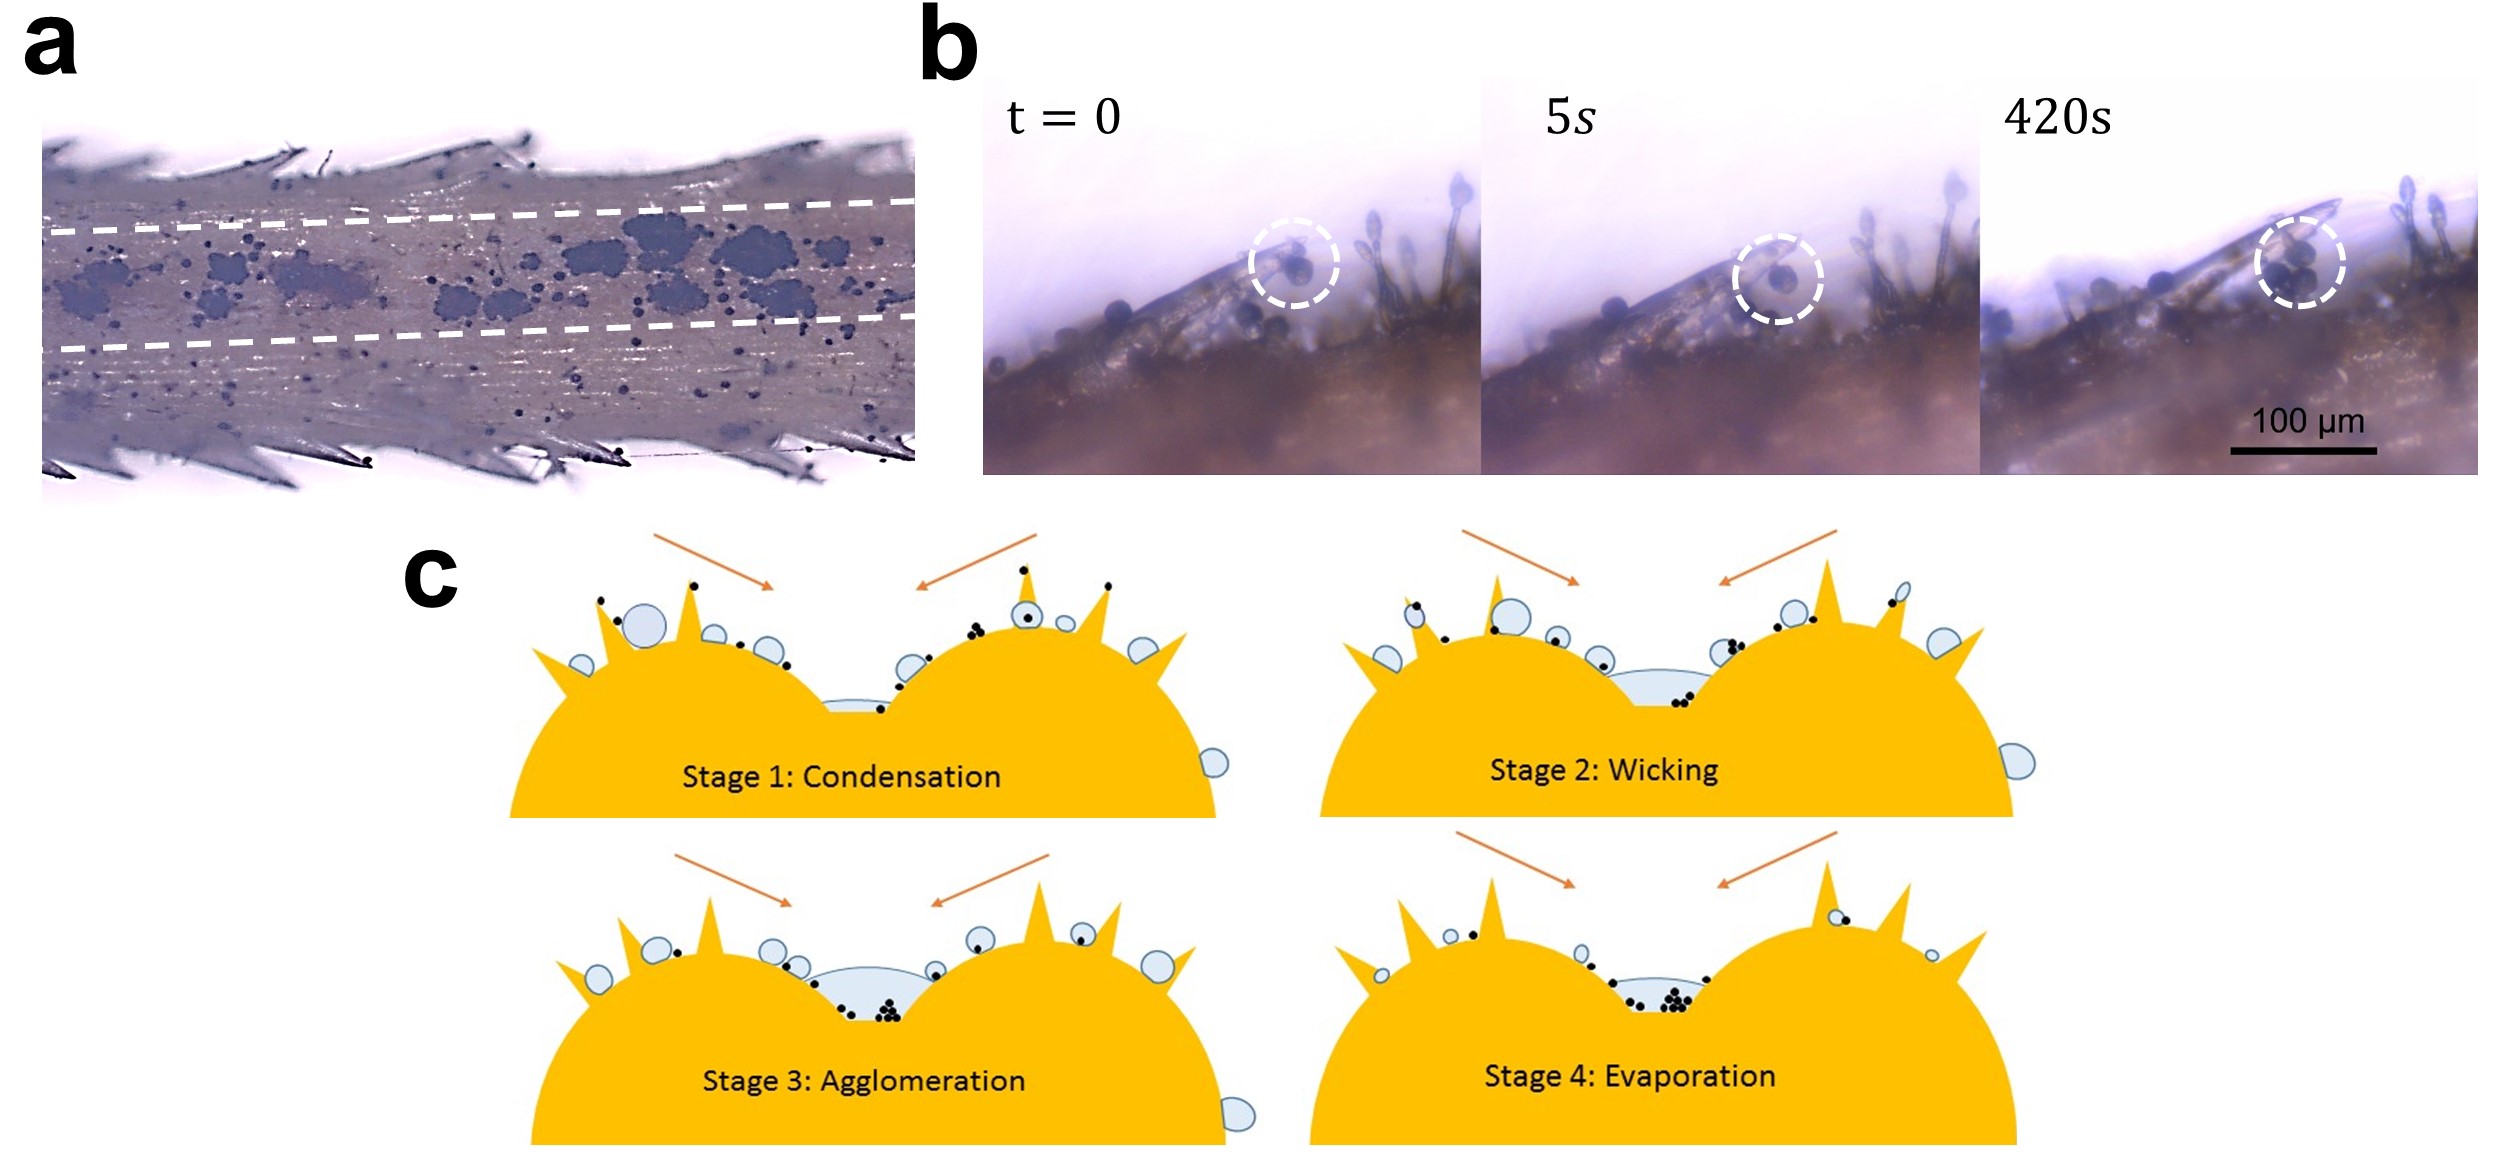 a
b
t = 0
5s
420s
100 μm
c
Stage 1: Condensation
Stage 2: Wicking
Stage 3: Agglomeration
Stage 4: Evaporation